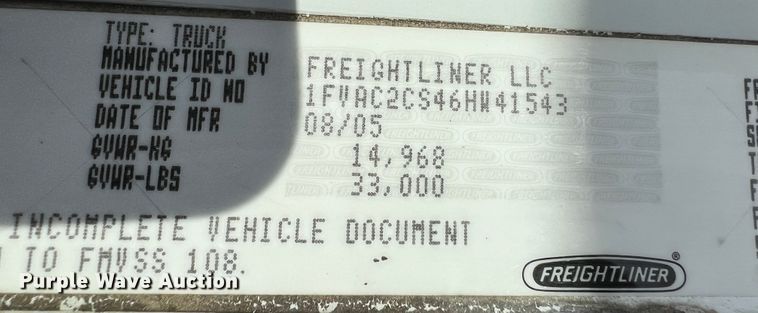 TYPE: TRUCK
MANUFACTURED BY FREIGHTLINER LLC
VEHICLE ID NO 1FVAC2CS46HW41543
DATE OF MFR 08/05
GVWR-KG 14,968
GVWR-LBS 33,000
INCOMPLETE VEHICLE DOCUMENT
TO FMVSS 108.
FREIGHTLINER®
Purple Wave Auction